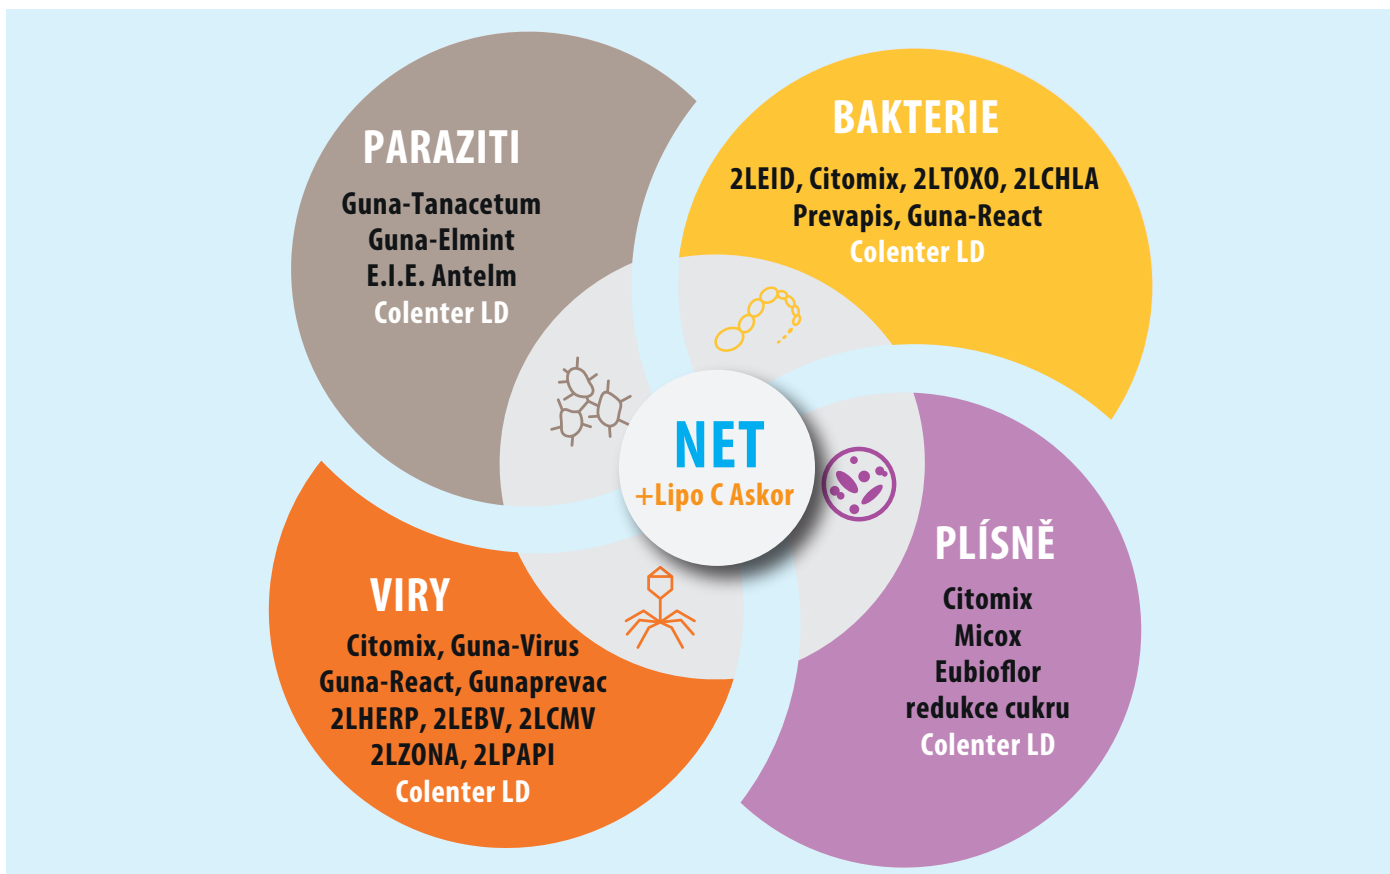 PARAZITI
Guna-Tanacetum
Guna-Elmint
E.I.E. Antelm
Colenter LD
BAKTERIE
2LEID, Citomix, 2LTOXO, 2LCHLA
Prevapis, Guna-React
Colenter LD
NET
+Lipo C Askor
VIRY
Citomix, Guna-Virus
Guna-React, Gunaprevac
2LHERP, 2LEBV, 2LCMV
2LZONA, 2LPAPI
Colenter LD
PLÍSNĚ
Citomix
Micox
Eubioflor
redukce cukru
Colenter LD